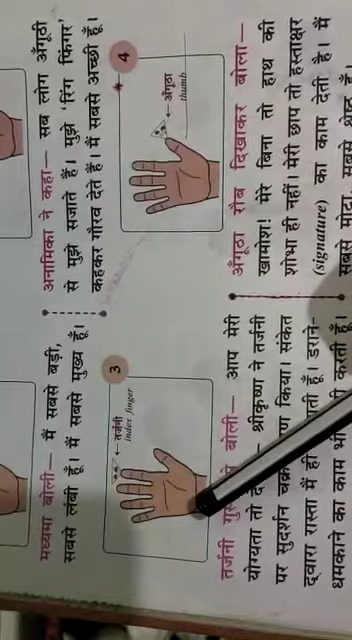 मध्यमा बोली— मैं सबसे बड़ी,
सबसे लंबी हूँ। मैं सबसे मुख्य हूँ।
3
तर्जनी
index finger
तर्जनी बोली— आप मेरी
योग्यता तो श्रीकृष्ण ने तर्जनी
पर सुदर्शन किया। संकेत
द्वारा रास्ता मैं ही हूँ। डराने-
धमकाने का काम भी करती हूँ।
अनामिका ने कहा— सब लोग अँगूठी
से मुझे सजाते हैं। मुझे 'रिंग फिंगर'
कहकर गौरव देते हैं। मैं सबसे अच्छी हूँ।
4
अँगूठा
thumb
अँगूठा रौब दिखाकर बोला—
खामोश! मेरे बिना तो हाथ की
शोभा ही नहीं। मेरी छाप तो हस्ताक्षर
(signature) का काम देती है। मैं
सबसे मोटा, सबसे श्रेष्ठ हूँ।